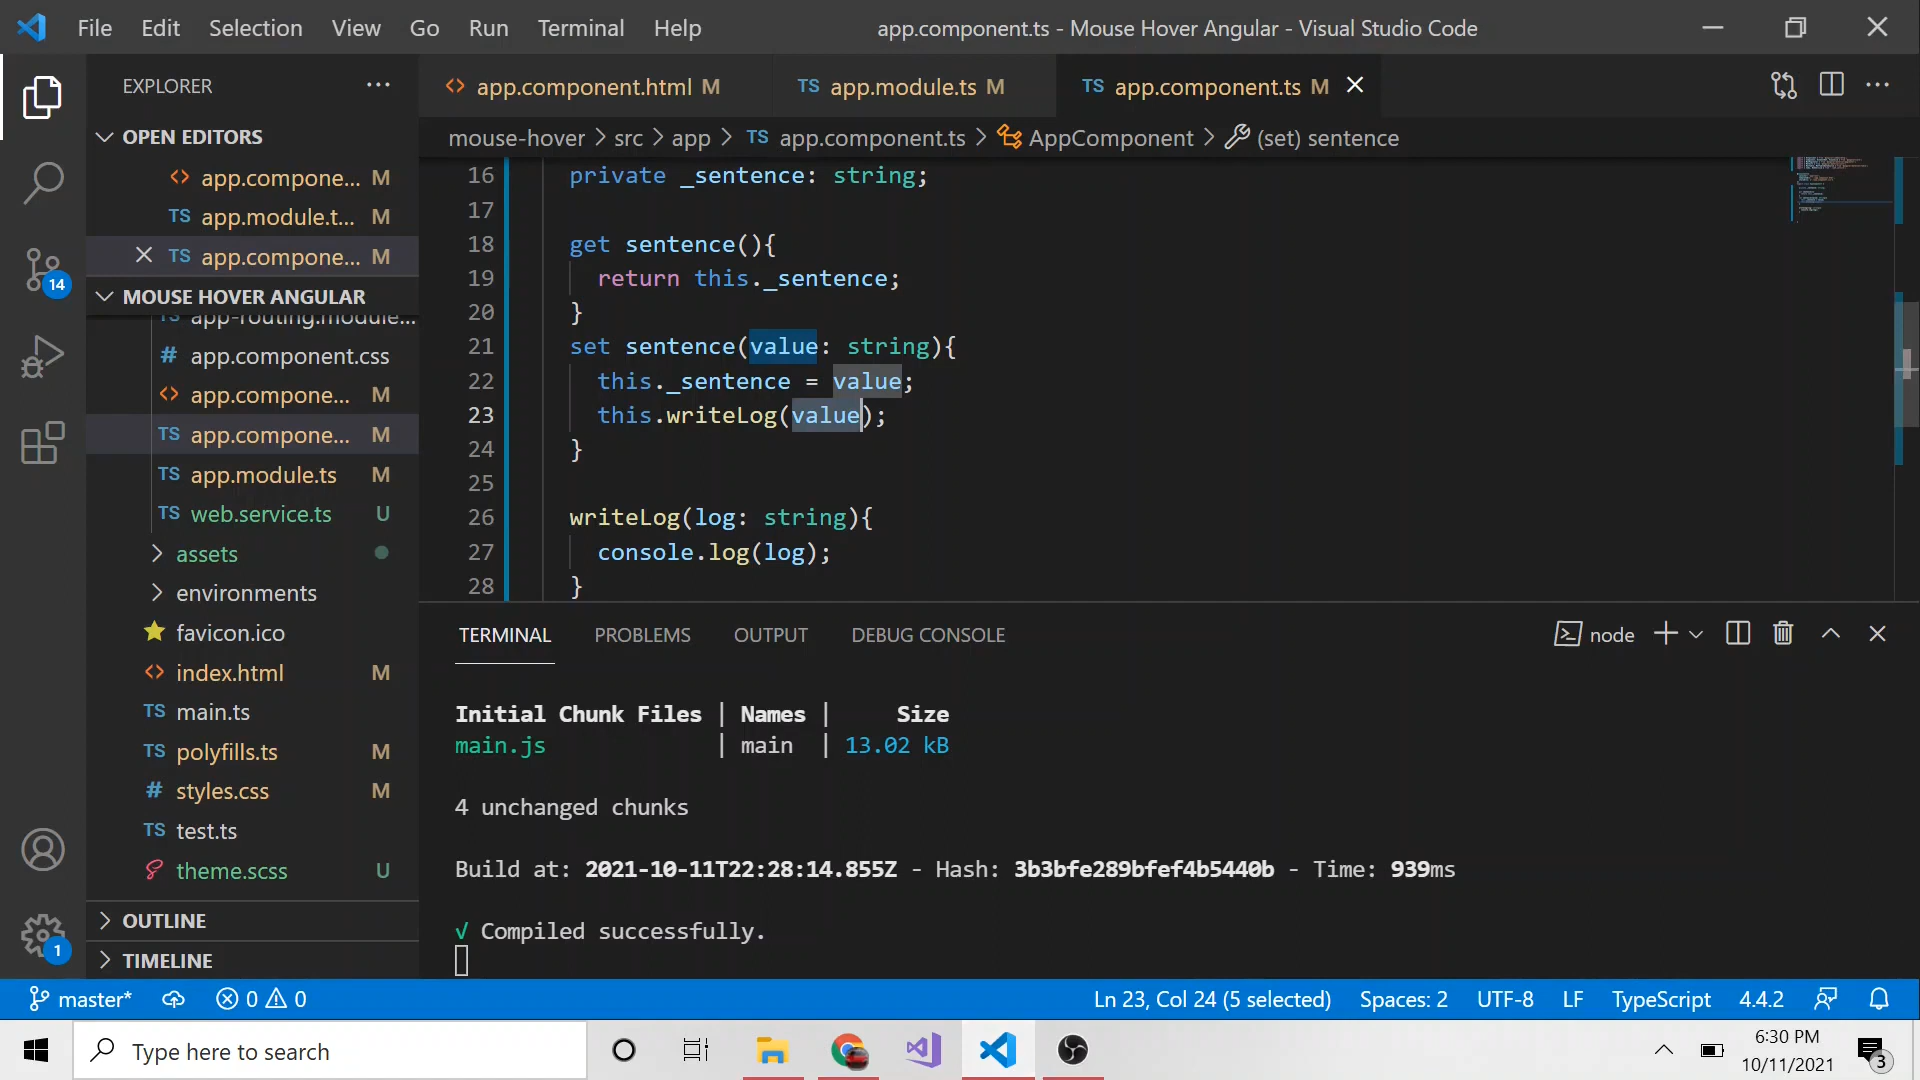 File Edit Selection View Go Run Terminal Help
app.component.ts - Mouse Hover Angular - Visual Studio Code
EXPLORER
OPEN EDITORS
app.compone... M
TS app.module.t... M
TS app.compone... M
MOUSE HOVER ANGULAR
TS app-routing.module...
# app.component.css
app.compone... M
TS app.compone... M
TS app.module.ts M
TS web.service.ts U
assets
environments
favicon.ico
index.html M
TS main.ts
TS polyfills.ts M
# styles.css M
TS test.ts
theme.scss U
OUTLINE
TIMELINE
14
1
app.component.html M
TS app.module.ts M
TS app.component.ts M
mouse-hover > src > app > TS app.component.ts > AppComponent > (set) sentence
16 private _sentence: string;
17
18 get sentence(){
19 return this._sentence;
20 }
21 set sentence(value: string){
22 this._sentence = value;
23 this.writeLog(value);
24 }
25
26 writeLog(log: string){
27 console.log(log);
28 }
TERMINAL PROBLEMS OUTPUT DEBUG CONSOLE
node
Initial Chunk Files | Names | Size
main.js | main | 13.02 kB
4 unchanged chunks
Build at: 2021-10-11T22:28:14.855Z - Hash: 3b3bfe289bfef4b5440b - Time: 939ms
√ Compiled successfully.
master* 0 0
Ln 23, Col 24 (5 selected) Spaces: 2 UTF-8 LF TypeScript 4.4.2
Type here to search
6:30 PM
10/11/2021
3